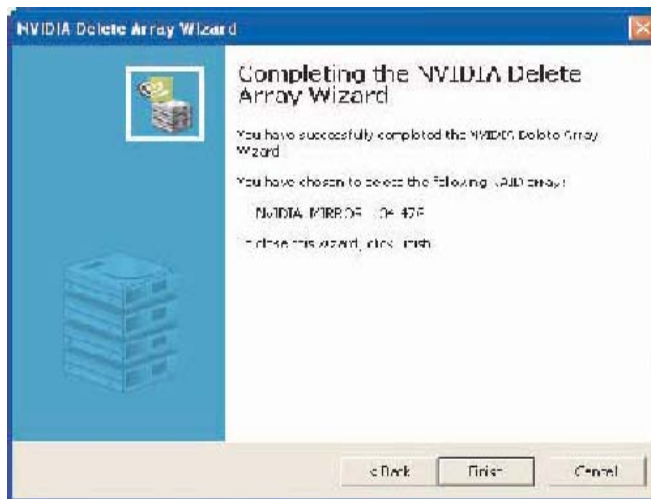 NVIDIA Delete Array Wizard
Completing the NVIDIA Delete
Array Wizard
You have successfully completed the NVIDIA Delete Array
Wizard
You have chosen to delete the following RAID array:
NVIDIA MIRROR
To close this wizard, click Finish
< Back
Finish
Cancel